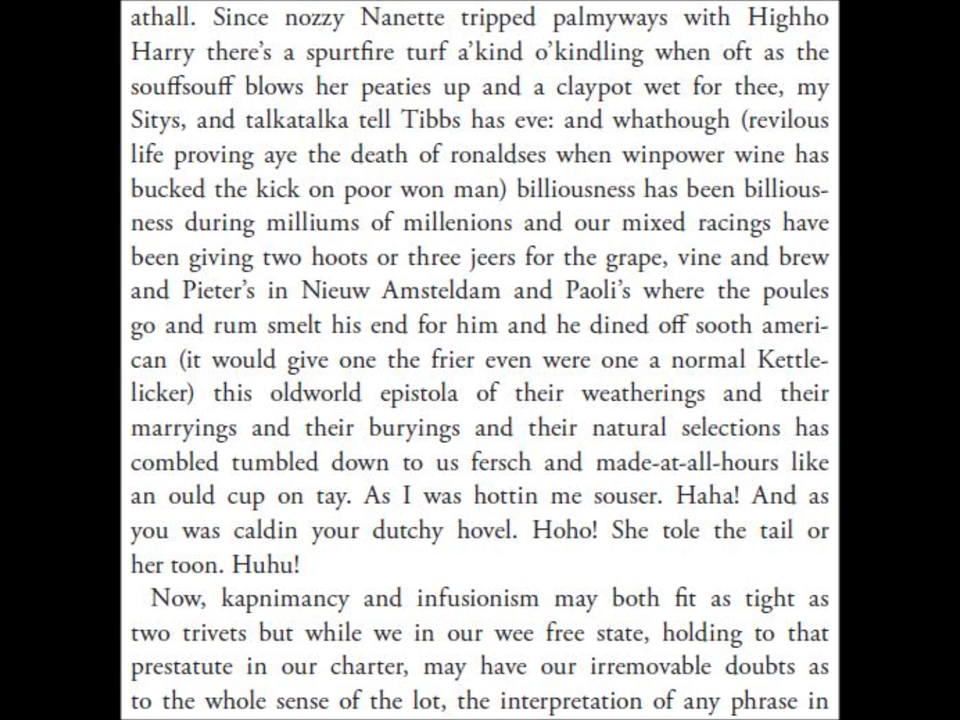 athall. Since nozzy Nanette tripped palmyways with Highho
Harry there’s a spurtfire turf a’kind o’kindling when oft as the
souffsouff blows her peaties up and a claypot wet for thee, my
Sitys, and talkatalka tell Tibbs has eve: and whathough (revilous
life proving aye the death of ronaldses when winpower wine has
bucked the kick on poor won man) billiousness has been billious-
ness during milliums of millenions and our mixed racings have
been giving two hoots or three jeers for the grape, vine and brew
and Pieter’s in Nieuw Amsteldam and Paoli’s where the poules
go and rum smelt his end for him and he dined off sooth ameri-
can (it would give one the frier even were one a normal Kettle-
licker) this oldworld epistola of their weatherings and their
marryings and their buryings and their natural selections has
combled tumbled down to us fersch and made-at-all-hours like
an ould cup on tay. As I was hottin me souser. Haha! And as
you was caldin your dutchy hovel. Hoho! She tole the tail or
her toon. Huhu!
Now, kapnimancy and infusionism may both fit as tight as
two trivets but while we in our wee free state, holding to that
prestatute in our charter, may have our irremovable doubts as
to the whole sense of the lot, the interpretation of any phrase in